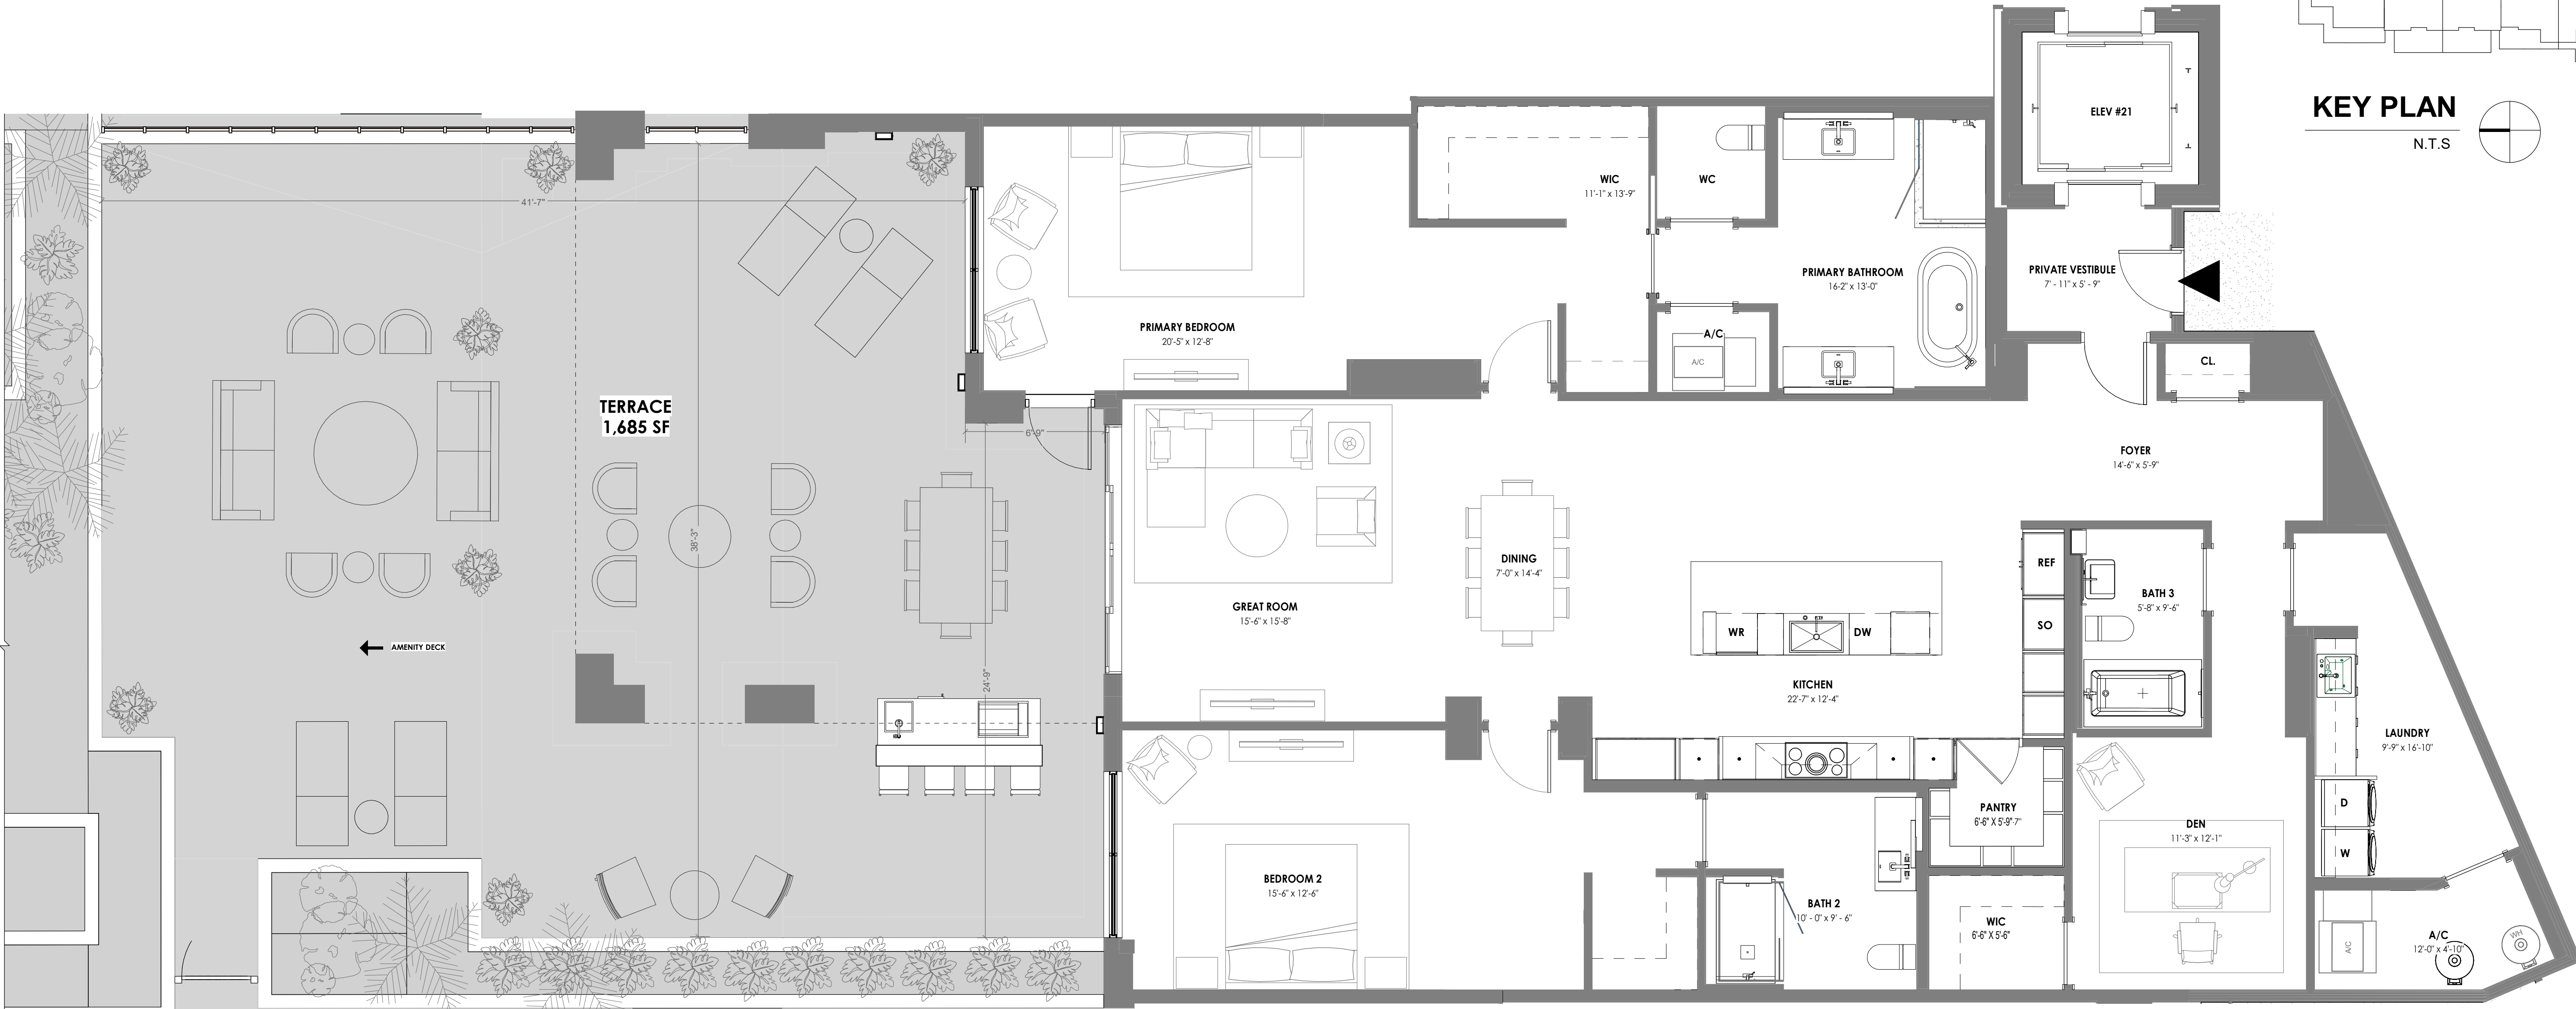 KEY PLAN
N.T.S
ELEV #21
41'-7"
WIC
11'-1" x 13'-9"
WC
PRIMARY BATHROOM
16-2" x 13'-0"
PRIVATE VESTIBULE
7' - 11" x 5' - 9"
PRIMARY BEDROOM
20'-5" x 12'-8"
A/C
A/C
CL.
TERRACE
1,685 SF
6'-9"
FOYER
14'-6" x 5'-9"
38'-3"
DINING
7'-0" x 14'-4"
GREAT ROOM
15'-6" x 15'-8"
REF
SO
BATH 3
5'-8" x 9'-6"
WR
DW
AMENITY DECK
24'-9"
KITCHEN
22'-7" x 12'-4"
LAUNDRY
9'-9" x 16'-10"
D
W
PANTRY
6'-6" X 5'-9"
DEN
11'-3" x 12'-1"
BEDROOM 2
15'-6" x 12'-6"
BATH 2
10' - 0" x 9' - 6"
WIC
6'-6" X 5'-6"
A/C
12'-0" x 4'-10"
A/C
WH